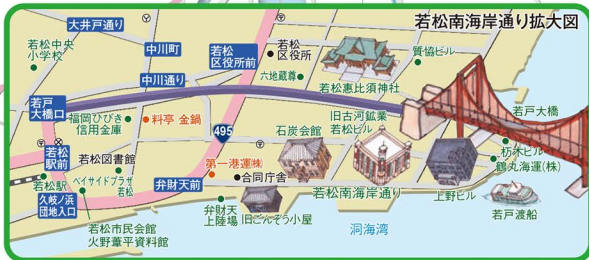 若松南海岸通り拡大図
大井戸通り
若松中央
小学校
中川町
中川通り
若松
区役所前
若松
区役所
六地蔵尊
若松恵比須神社
質協ビル
若戸
大橋口
福岡ひびき
信用金庫
料亭 金鍋
495
石炭会館
旧古河鉱業
若松ビル
若戸大橋
栃木ビル
鶴丸海運(株)
若松
駅前
若松図書館
第一港運㈱
合同庁舎
若松南海岸通り
上野ビル
若松駅
ベイサイドプラザ
若松
弁財天前
久岐ノ浜
団地入口
弁財天
上陸場
旧ごんぞう小屋
洞海湾
若戸渡船
若松市民会館
火野葦平資料館